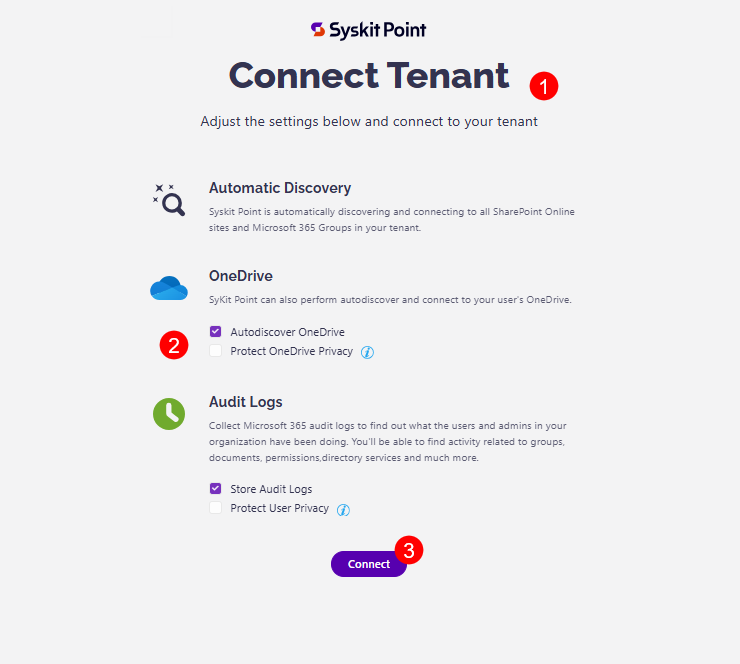 Syskit Point
Connect Tenant
1
Adjust the settings below and connect to your tenant
Automatic Discovery
Syskit Point is automatically discovering and connecting to all SharePoint Online
sites and Microsoft 365 Groups in your tenant.
OneDrive
SyKit Point can also perform autodiscover and connect to your user's OneDrive.
2
Autodiscover OneDrive
Protect OneDrive Privacy i
Audit Logs
Collect Microsoft 365 audit logs to find out what the users and admins in your
organization have been doing. You'll be able to find activity related to groups,
documents, permissions,directory services and much more.
Store Audit Logs
Protect User Privacy i
3
Connect